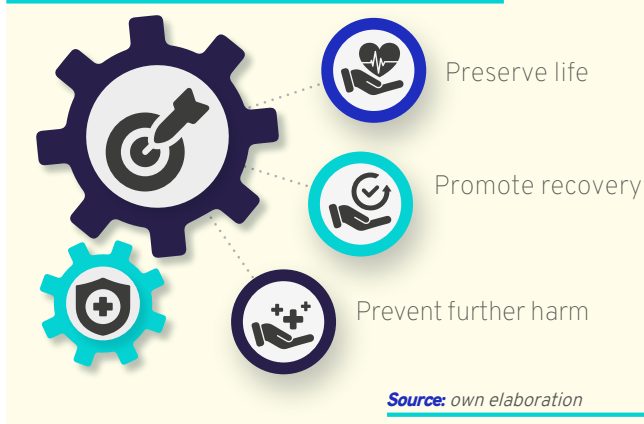 Preserve life
Promote recovery
Prevent further harm
Source: own elaboration